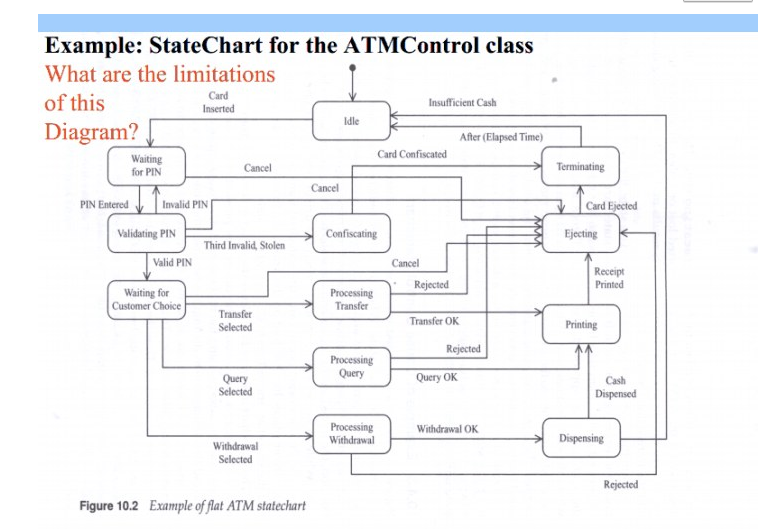 Example: StateChart for the ATMControl class
What are the limitations
of this
Diagram?
Card
Inserted
Insufficient Cash
Idle
After (Elapsed Time)
Waiting
for PIN
Cancel
Card Confiscated
Terminating
Cancel
PIN Entered
Invalid PIN
Card Ejected
Validating PIN
Third Invalid, Stolen
Confiscating
Ejecting
Valid PIN
Cancel
Receipt
Printed
Waiting for
Customer Choice
Transfer
Selected
Processing
Transfer
Rejected
Transfer OK
Printing
Rejected
Processing
Query
Query
Selected
Query OK
Cash
Dispensed
Processing
Withdrawal
Withdrawal OK
Dispensing
Withdrawal
Selected
Rejected
Figure 10.2 Example of flat ATM statechart